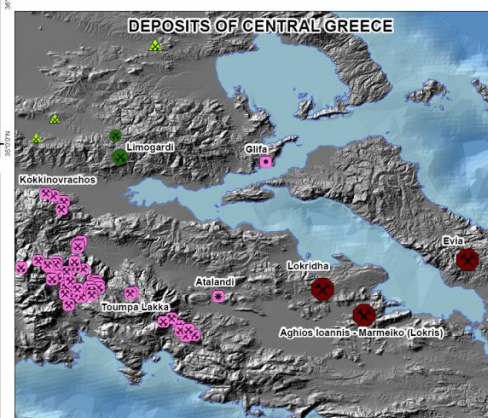 DEPOSITS OF CENTRAL GREECE
Limogardi
Glifa
Kokkinovrachos
Evia
Lokridha
Atalandi
Toumpa Lakka
Aghios Ioannis - Marmeiko (Lokris)